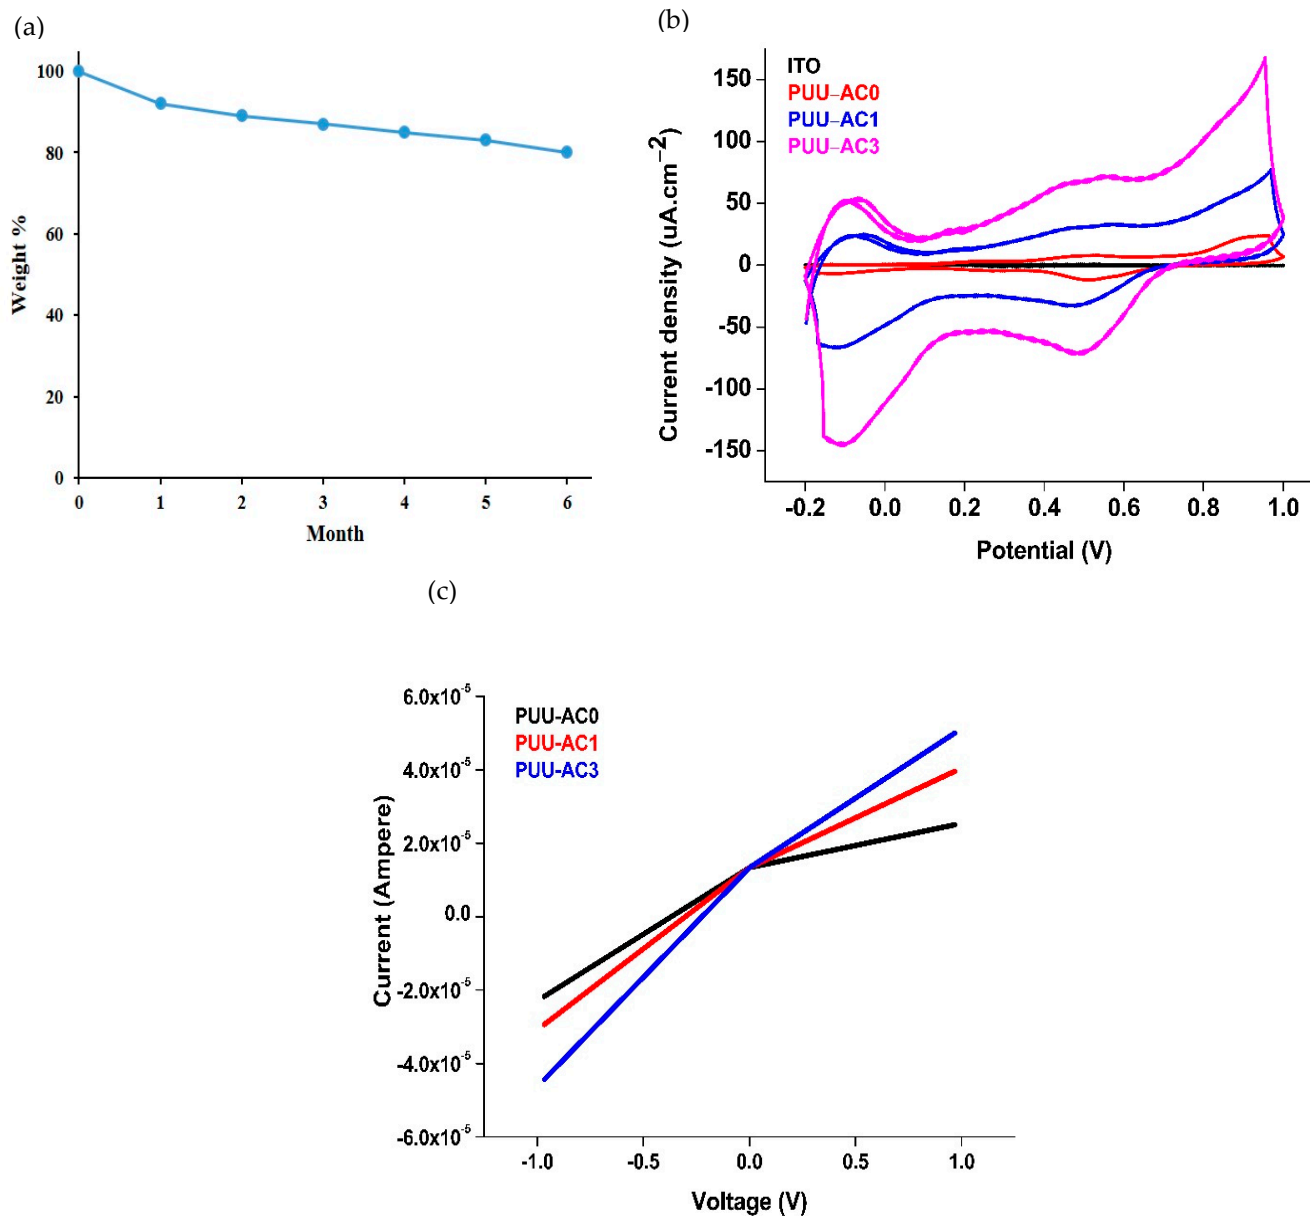 (a)
100
80
60
40
20
0
Weight %
0 1 2 3 4 5 6
Month
(b)
ITO
PUU–AC0
PUU–AC1
PUU–AC3
150
100
50
0
-50
-100
-150
Current density (uA.cm⁻²)
-0.2 0.0 0.2 0.4 0.6 0.8 1.0
Potential (V)
(c)
PUU-AC0
PUU-AC1
PUU-AC3
6.0x10⁻⁵
4.0x10⁻⁵
2.0x10⁻⁵
0.0
-2.0x10⁻⁵
-4.0x10⁻⁵
-6.0x10⁻⁵
Current (Ampere)
-1.0 -0.5 0.0 0.5 1.0
Voltage (V)